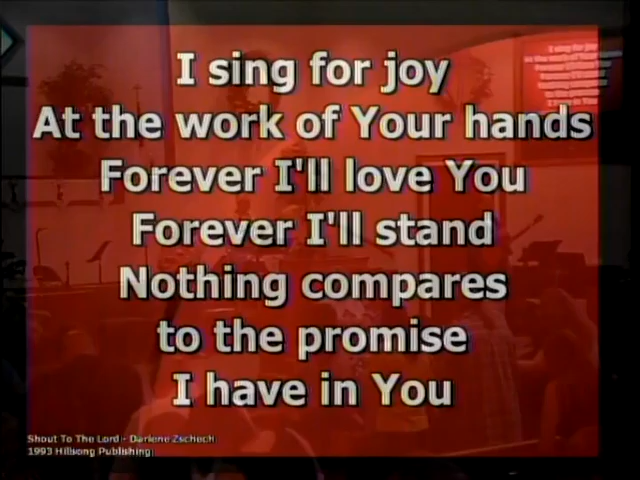 I sing for joy
At the work of Your hands
Forever I'll love You
Forever I'll stand
Nothing compares
to the promise
I have in You
Shout To The Lord - Darlene Zschech
1993 Hillsong Publishing